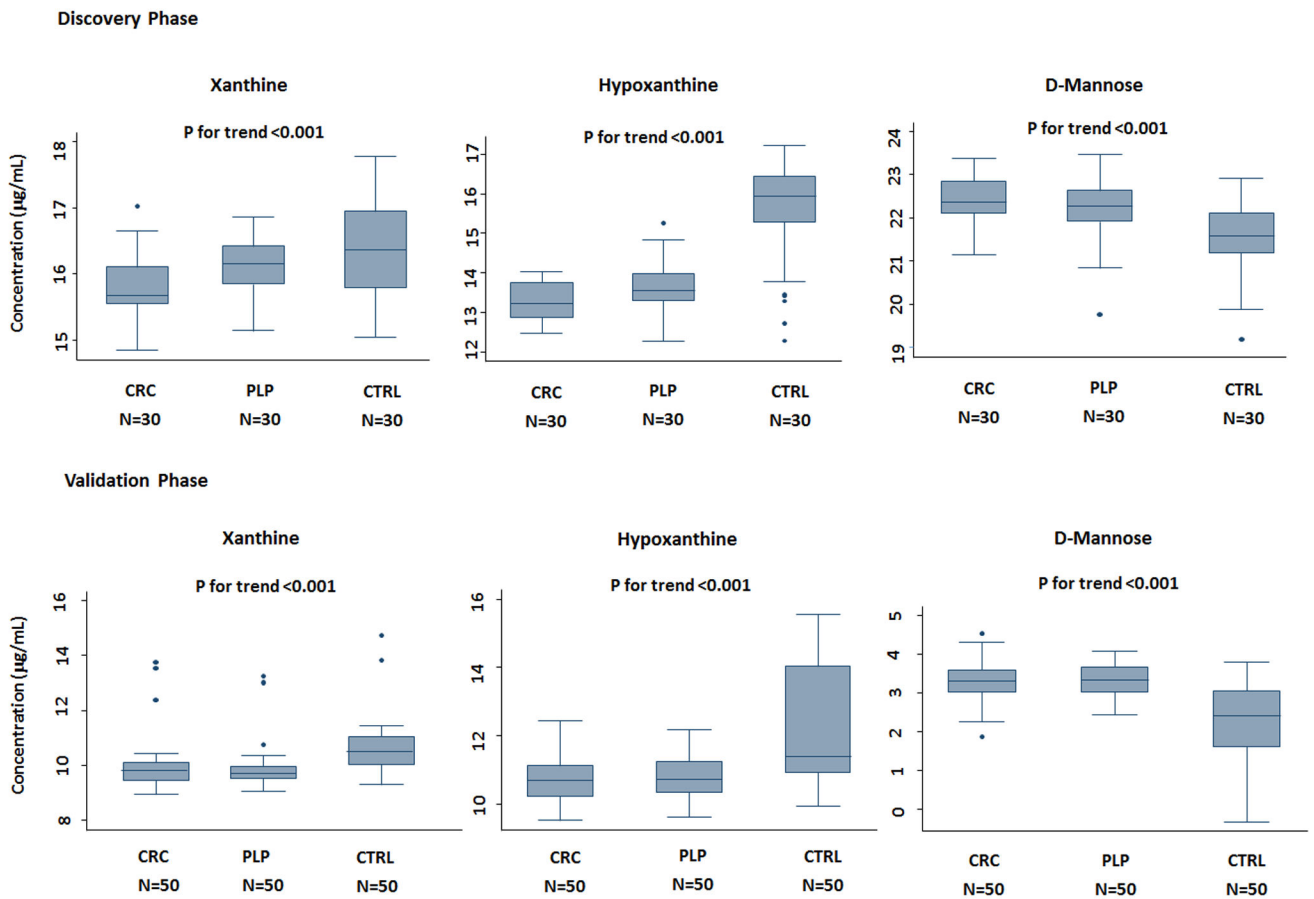 Discovery Phase
Xanthine
Hypoxanthine
D-Mannose
P for trend <0.001
P for trend <0.001
P for trend <0.001
Concentration (µg/mL)
18
17
16
15
17
16
15
14
13
12
24
23
22
21
20
19
CRC
PLP
CTRL
CRC
PLP
CTRL
CRC
PLP
CTRL
N=30
N=30
N=30
N=30
N=30
N=30
N=30
N=30
N=30
Validation Phase
Xanthine
Hypoxanthine
D-Mannose
P for trend <0.001
P for trend <0.001
P for trend <0.001
Concentration (µg/mL)
16
14
12
10
8
16
14
12
10
5
4
3
2
1
0
CRC
PLP
CTRL
CRC
PLP
CTRL
CRC
PLP
CTRL
N=50
N=50
N=50
N=50
N=50
N=50
N=50
N=50
N=50